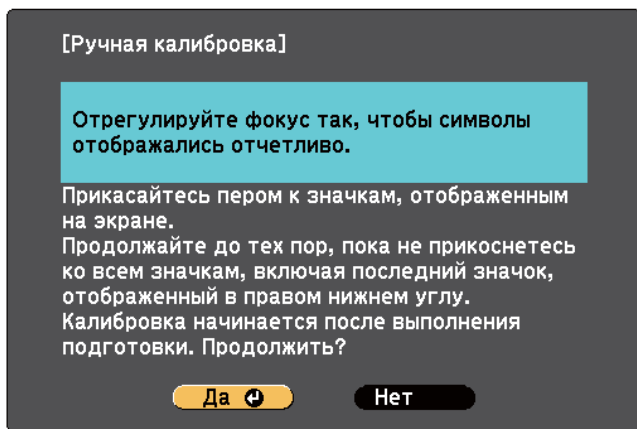 [Ручная калибровка]
Отрегулируйте фокус так, чтобы символы
отображались отчетливо.
Прикасайтесь пером к значкам, отображенным
на экране.
Продолжайте до тех пор, пока не прикоснетесь
ко всем значкам, включая последний значок,
отображенный в правом нижнем углу.
Калибровка начинается после выполнения
подготовки. Продолжить?
Да Нет